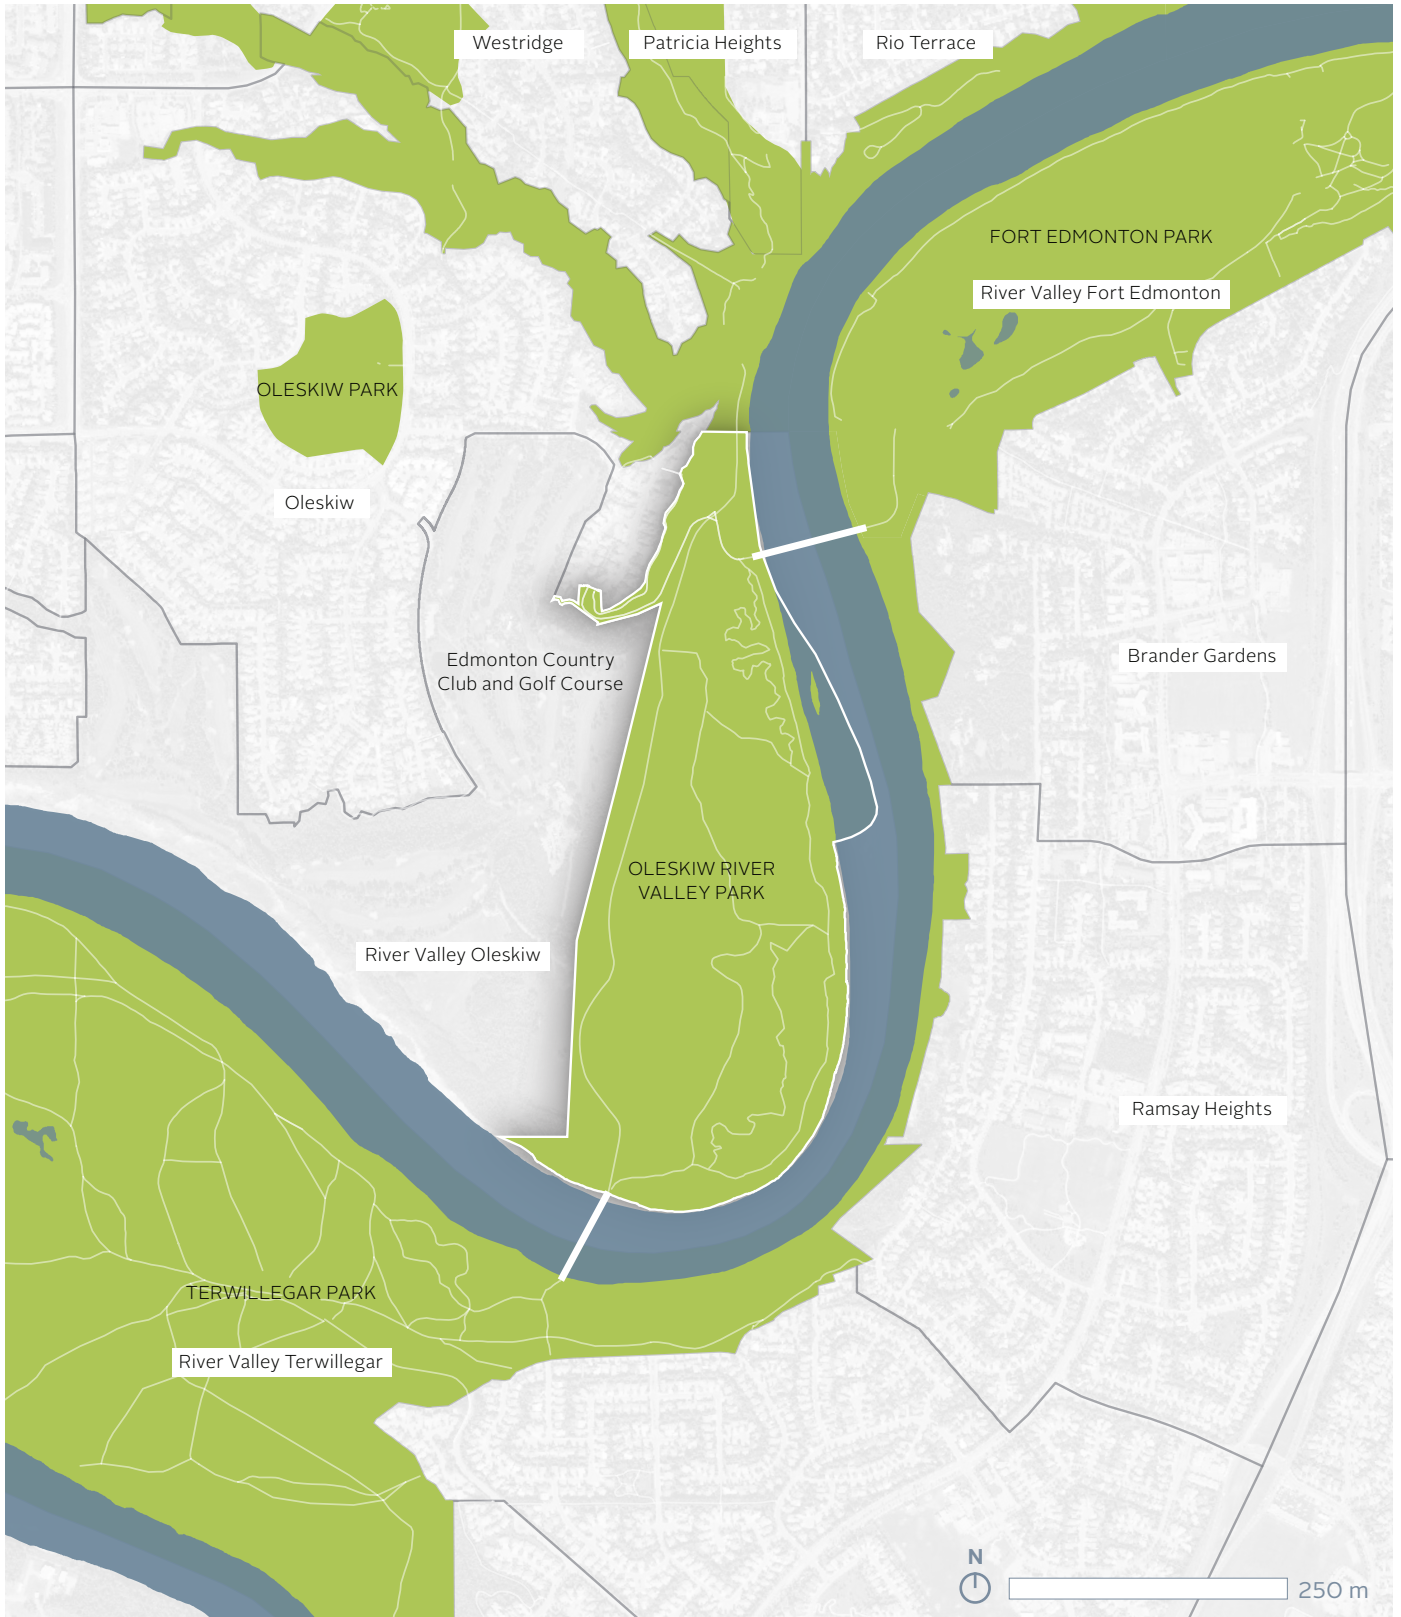 Westridge
Patricia Heights
Rio Terrace
FORT EDMONTON PARK
River Valley Fort Edmonton
OLESKIW PARK
Oleskiw
Edmonton Country
Club and Golf Course
Brander Gardens
OLESKIW RIVER
VALLEY PARK
River Valley Oleskiw
Ramsay Heights
TERWILLEGAR PARK
River Valley Terwillegar
N
250 m